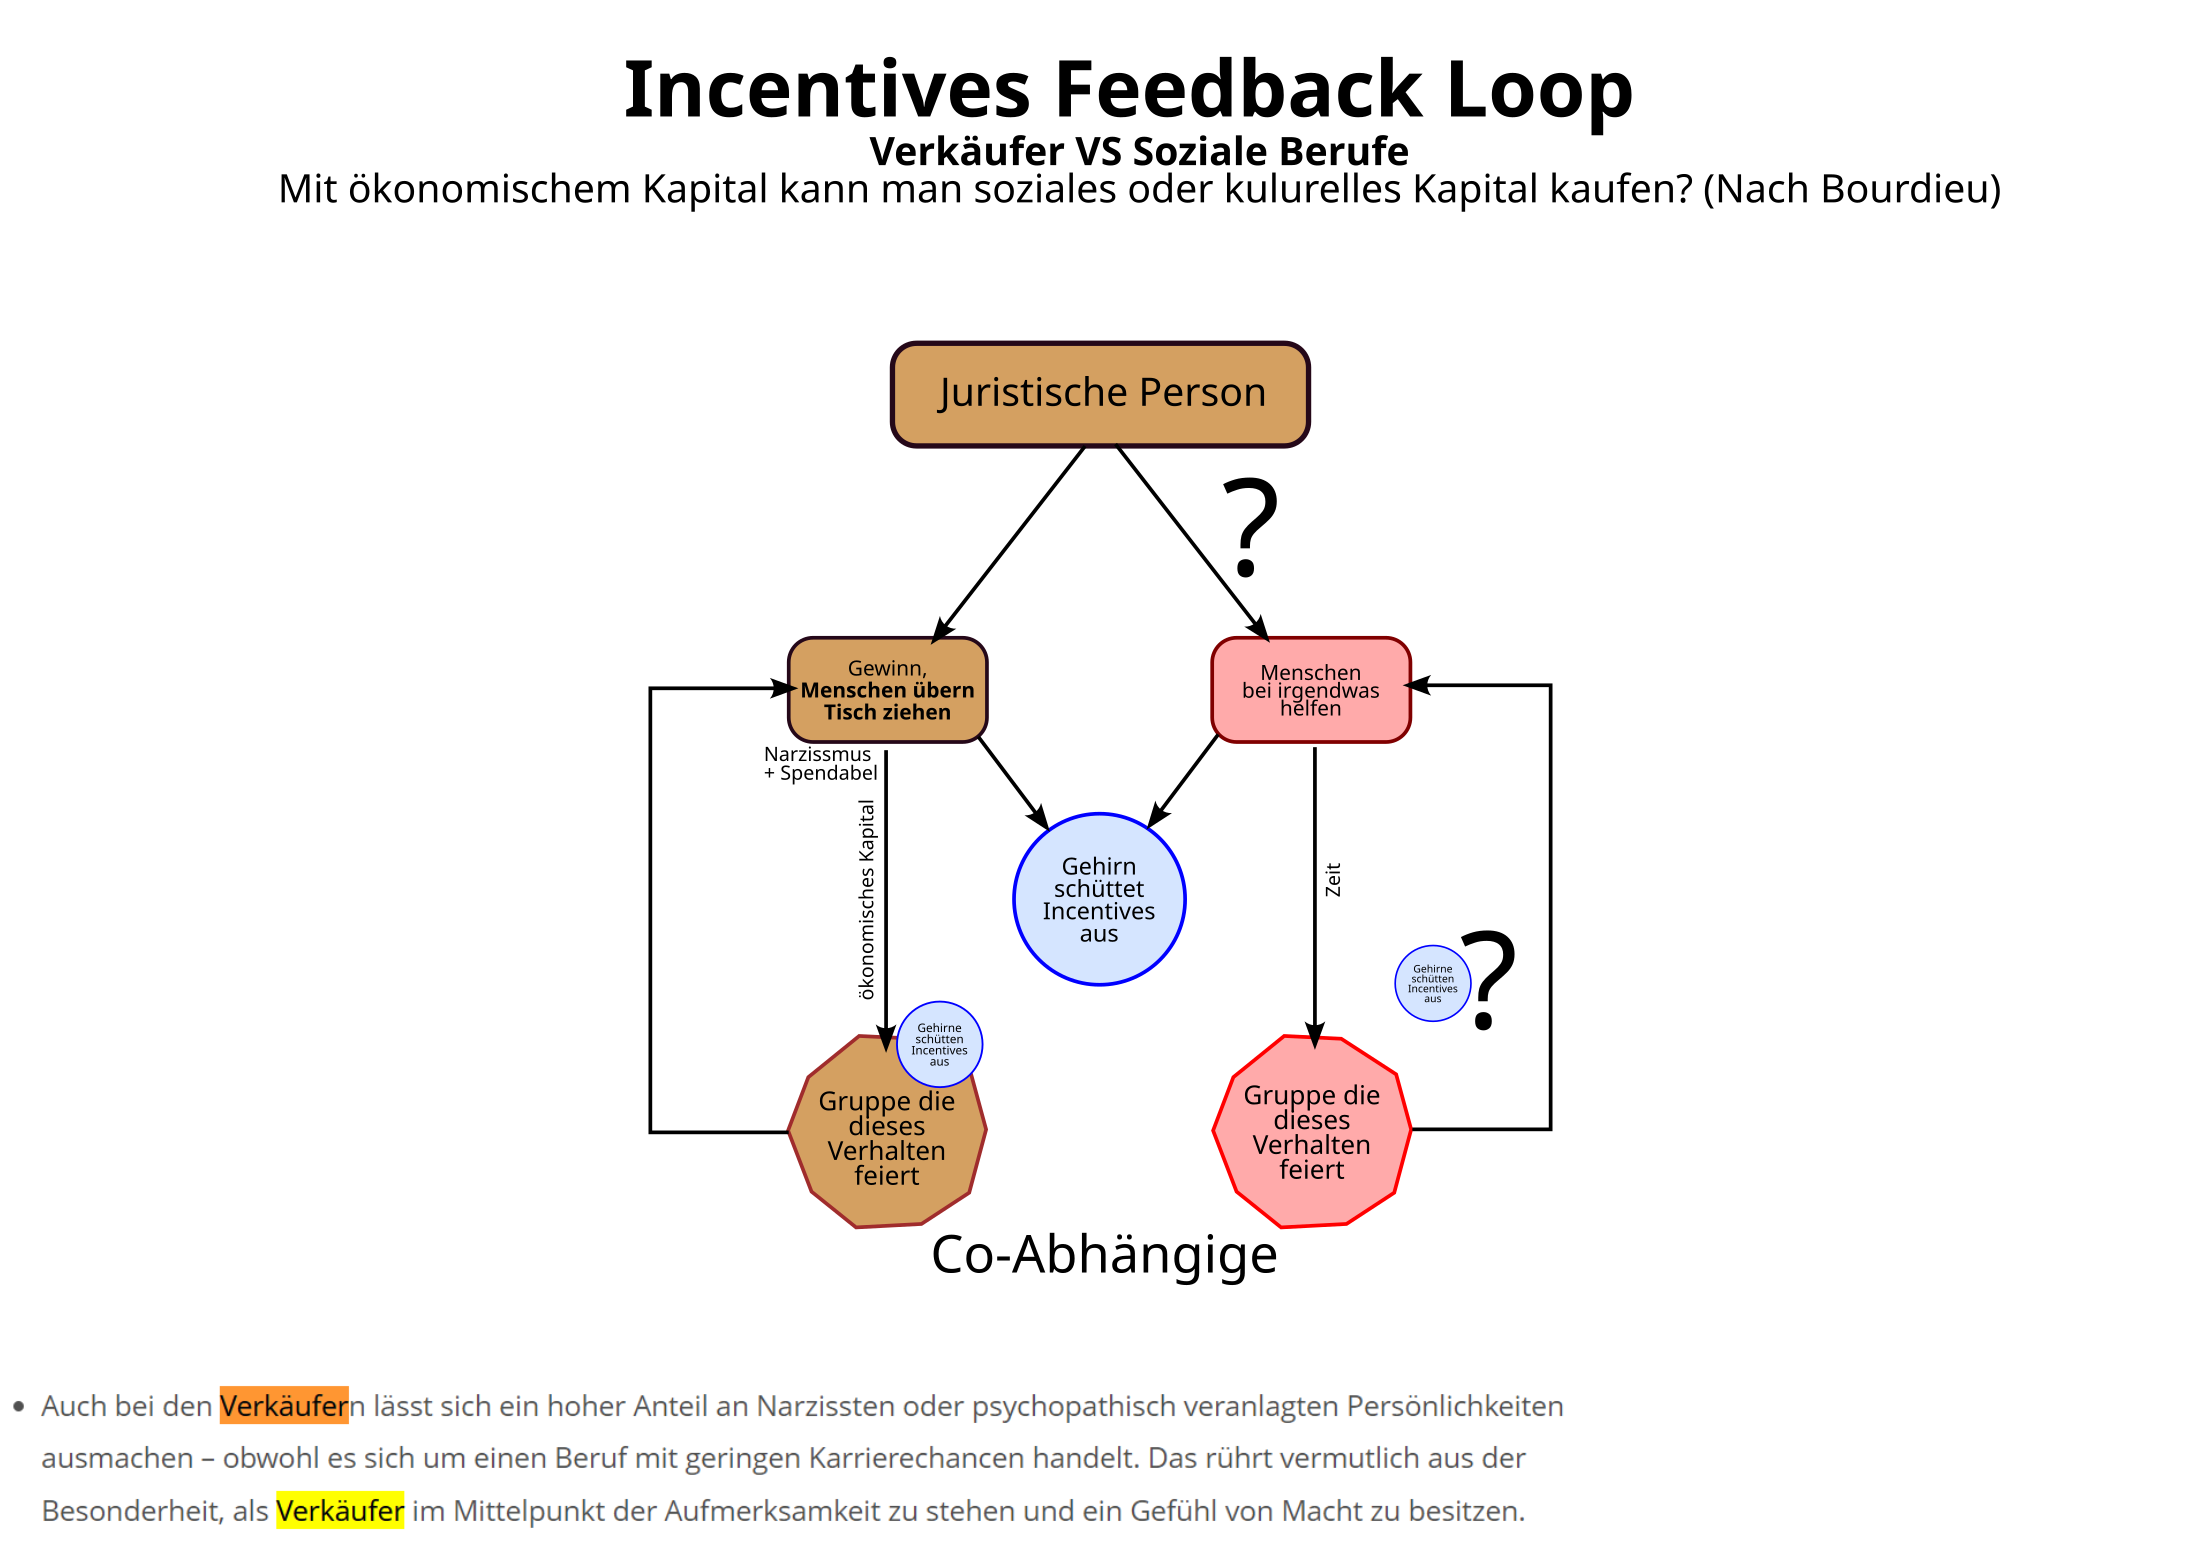 Incentives Feedback Loop
Verkäufer VS Soziale Berufe
Mit ökonomischem Kapital kann man soziales oder kulurelles Kapital kaufen? (Nach Bourdieu)
Juristische Person
?
Gewinn,
Menschen übern
Tisch ziehen
Menschen
bei irgendwas
helfen
Narzissmus
+ Spendabel
ökonomisches Kapital
Gehirn
schüttet
Incentives
aus
Zeit
Gehirne
schütten
Incentives
aus
?
Gehirne
schütten
Incentives
aus
Gruppe die
dieses
Verhalten
feiert
Gruppe die
dieses
Verhalten
feiert
Co-Abhängige
• Auch bei den Verkäufern lässt sich ein hoher Anteil an Narzissten oder psychopathisch veranlagten Persönlichkeiten
ausmachen – obwohl es sich um einen Beruf mit geringen Karrierechancen handelt. Das rührt vermutlich aus der
Besonderheit, als Verkäufer im Mittelpunkt der Aufmerksamkeit zu stehen und ein Gefühl von Macht zu besitzen.